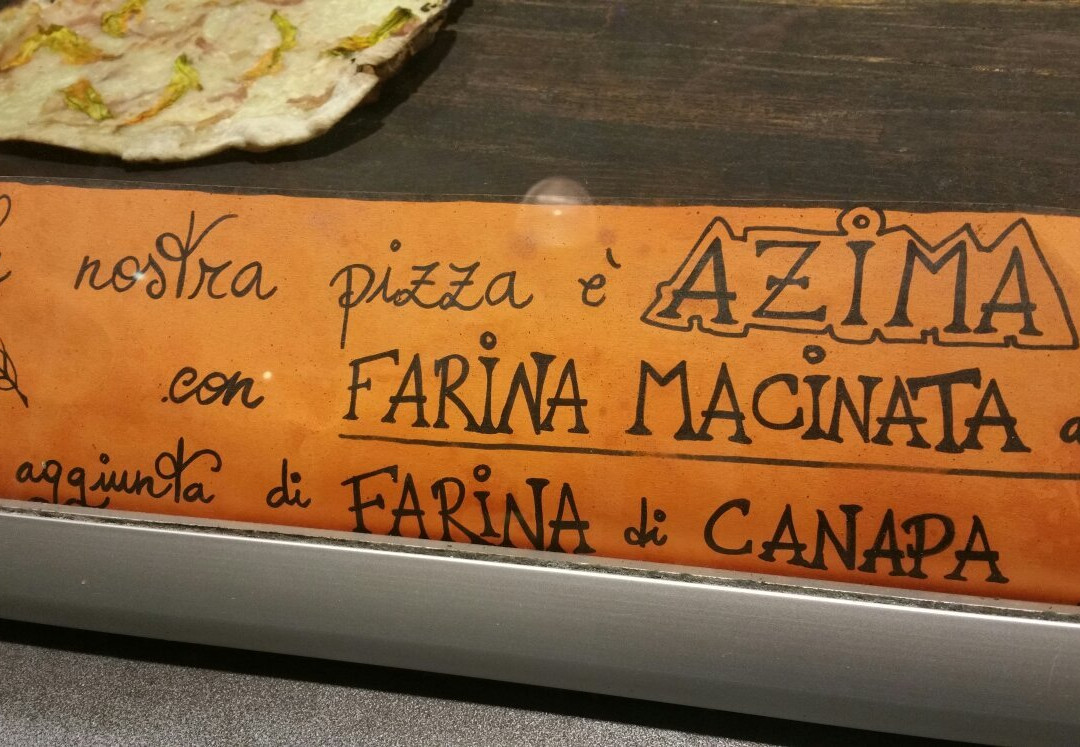 nostra pizza è AZIMA
con FARINA MACINATA
aggiunta di FARINA di CANAPA